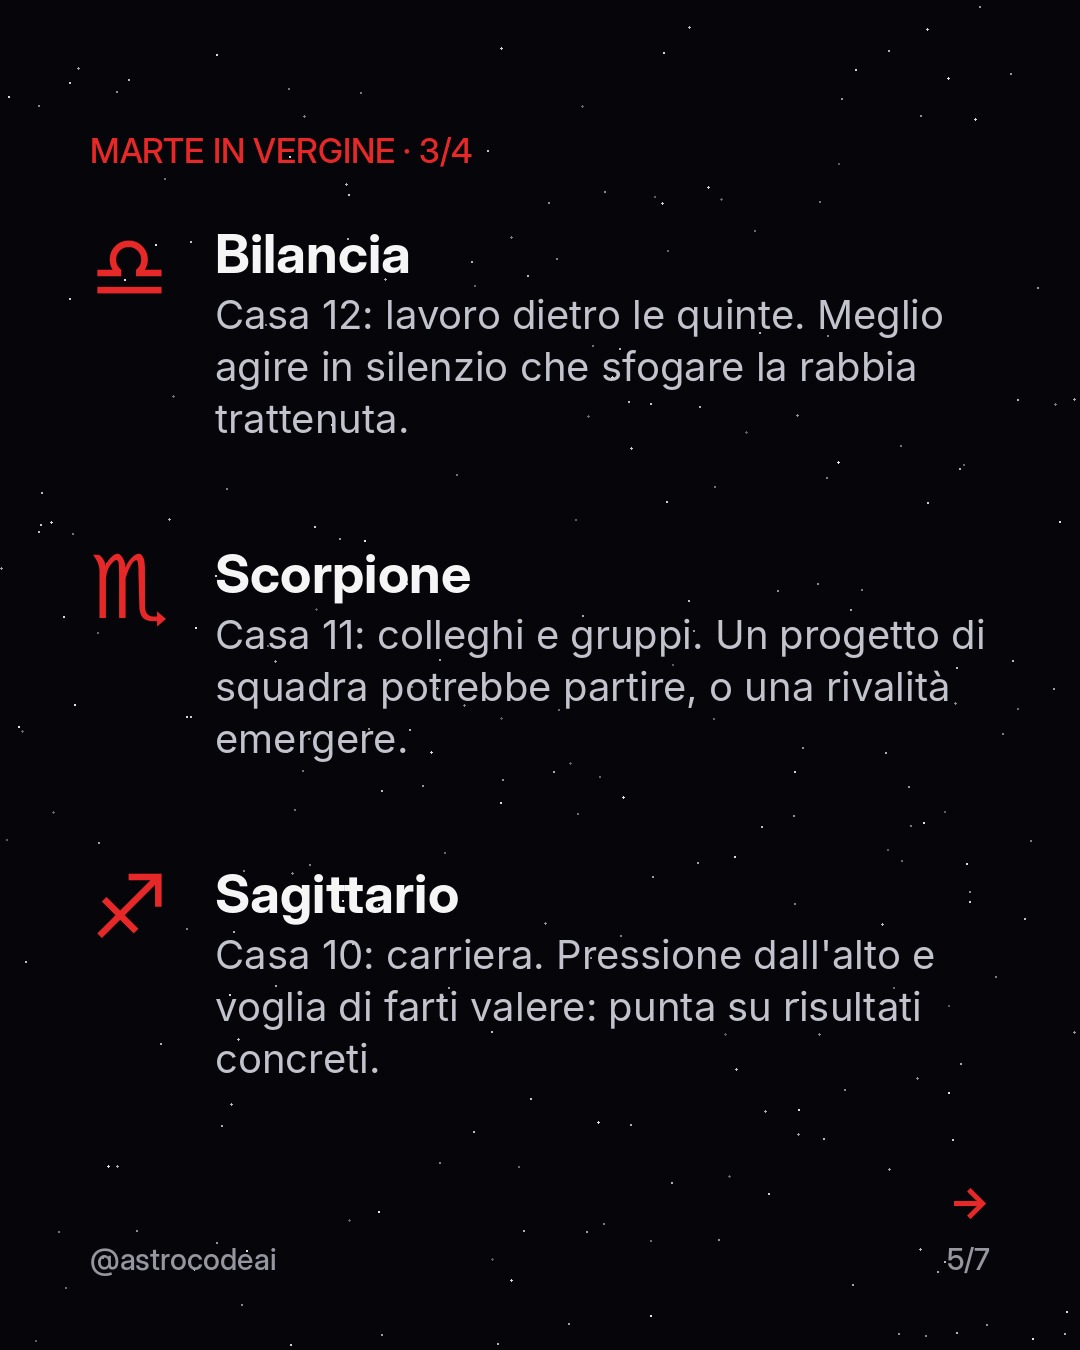 MARTE IN VERGINE · 3/4
♎ Bilancia
Casa 12: lavoro dietro le quinte. Meglio
agire in silenzio che sfogare la rabbia
trattenuta.
♏ Scorpione
Casa 11: colleghi e gruppi. Un progetto di
squadra potrebbe partire, o una rivalità
emergere.
♐ Sagittario
Casa 10: carriera. Pressione dall'alto e
voglia di farti valere: punta su risultati
concreti.
→
@astrocodeai
5/7